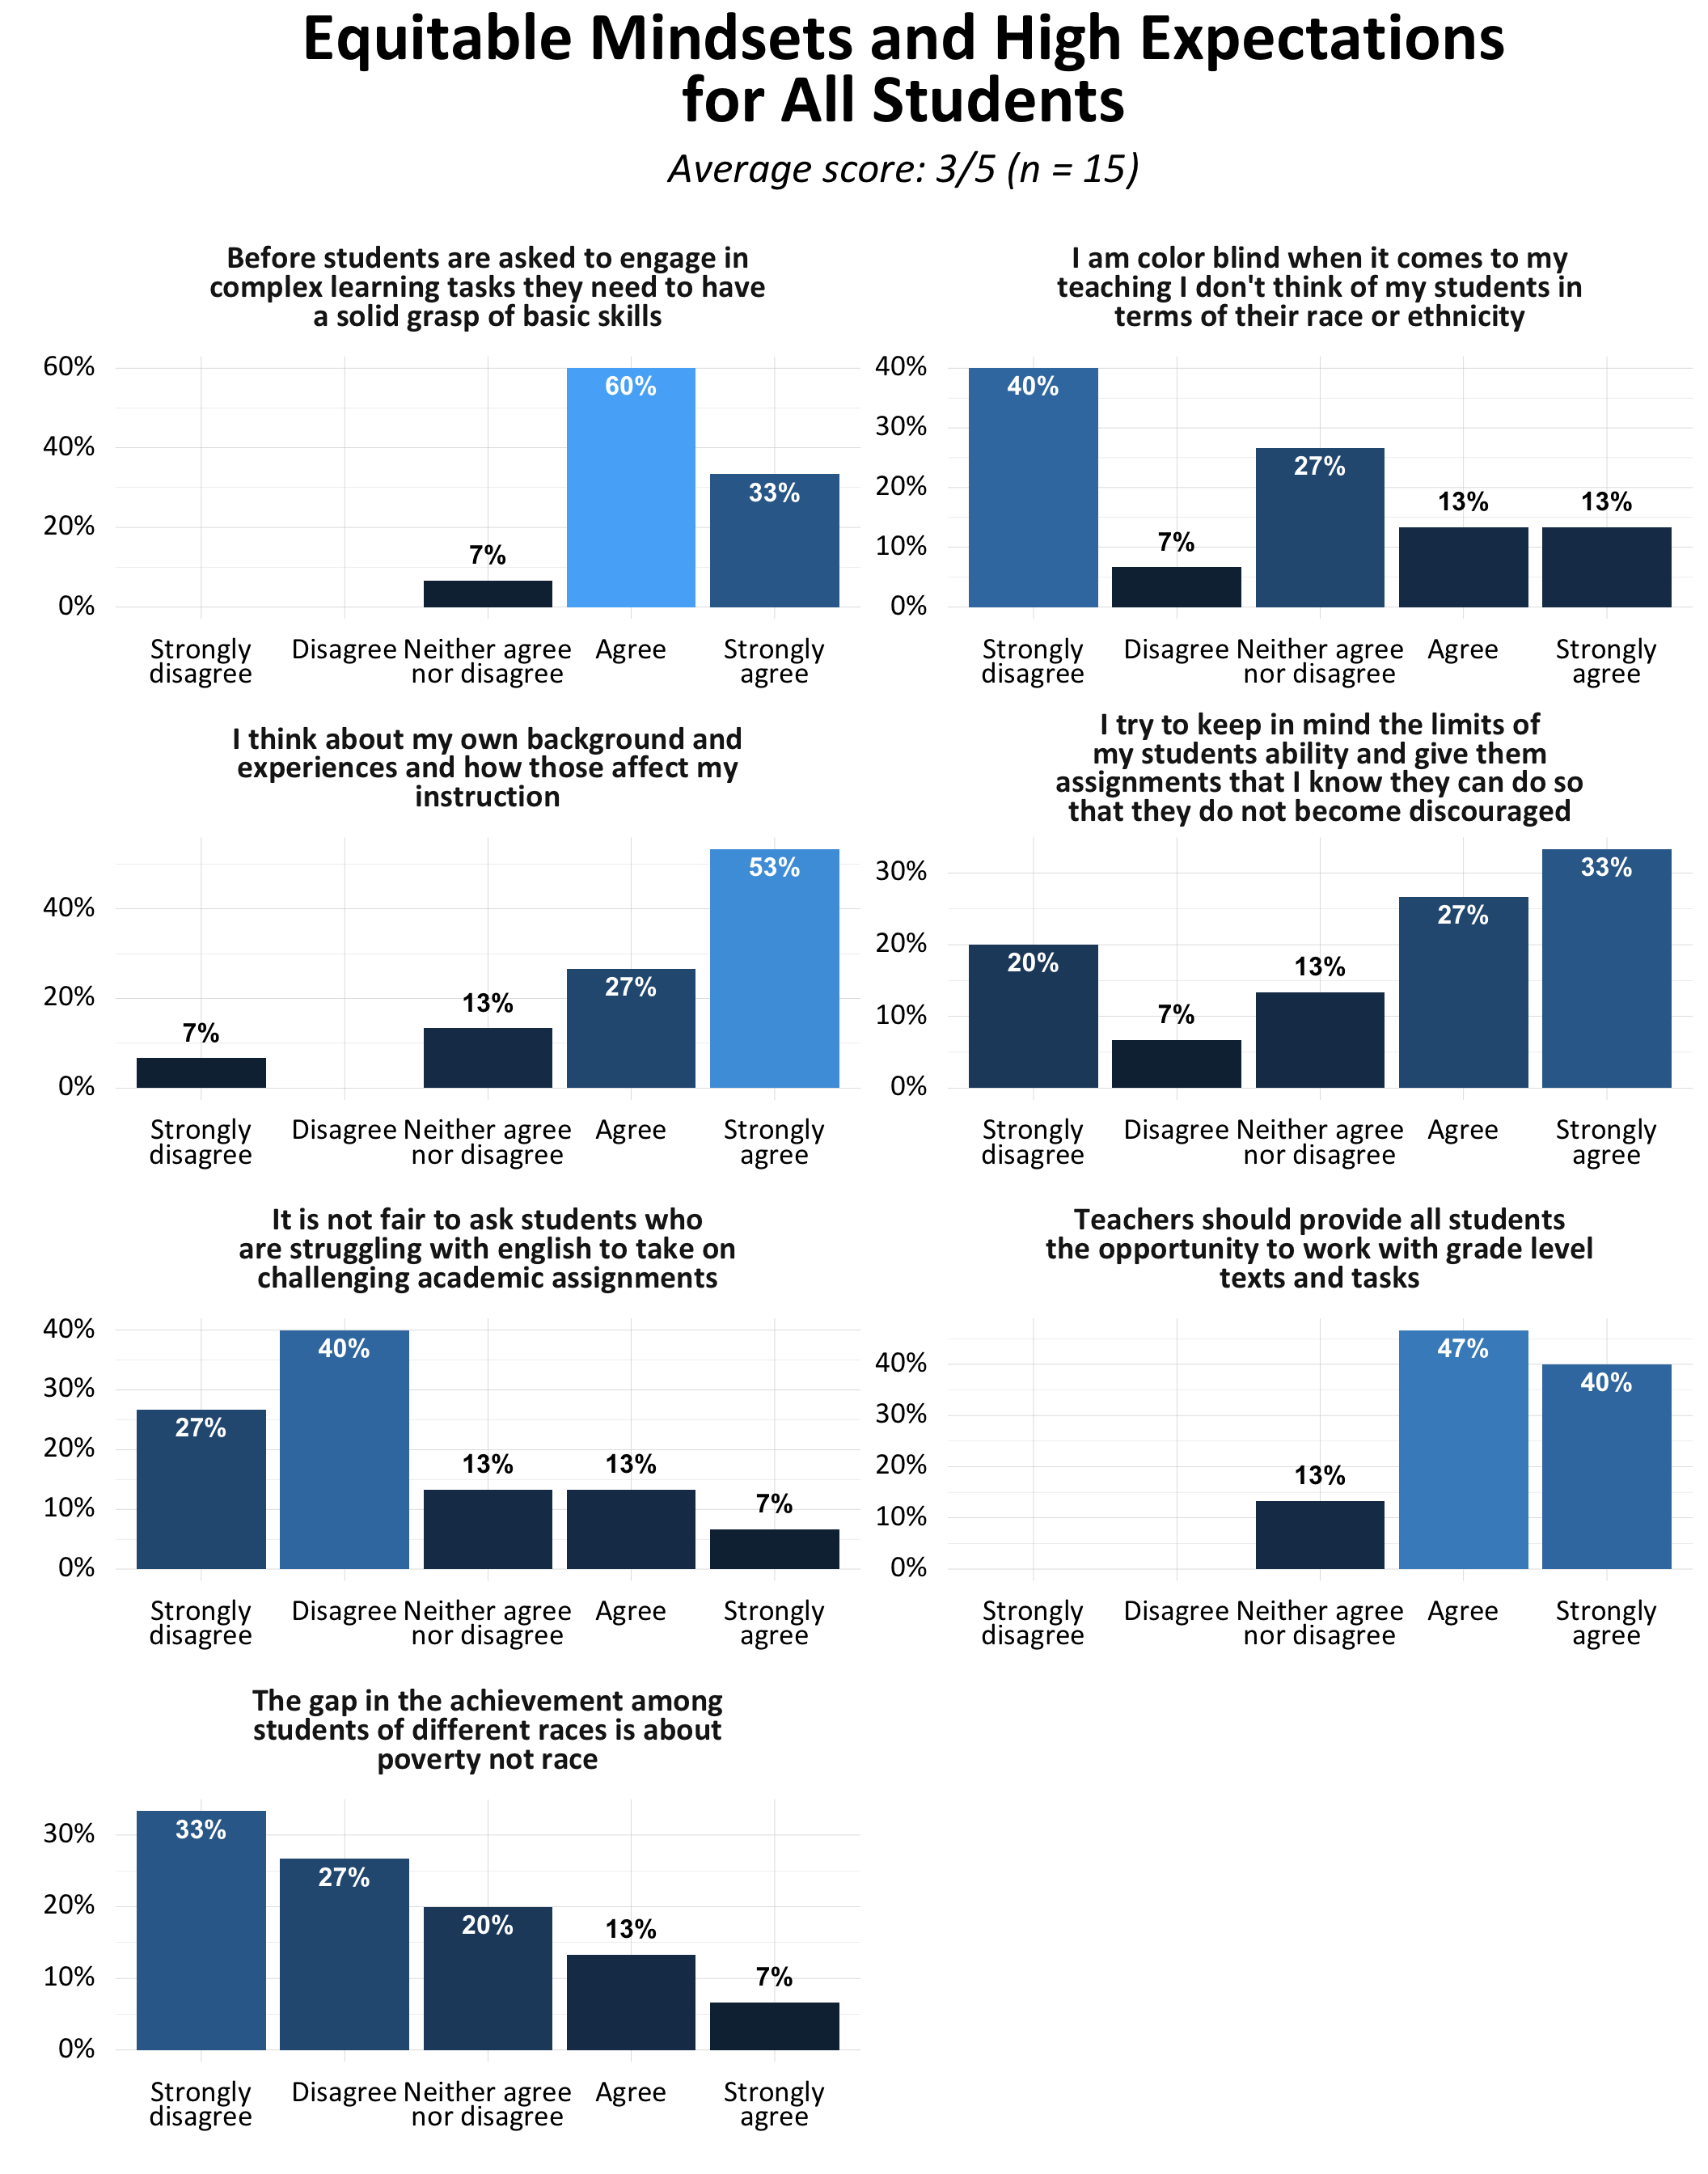 Equitable Mindsets and High Expectations
for All Students
Average score: 3/5 (n = 15)
Before students are asked to engage in
complex learning tasks they need to have
a solid grasp of basic skills
60%
40%
20%
0%
7%
60%
33%
Strongly
disagree
Disagree
Neither agree
nor disagree
Agree
Strongly
agree
I am color blind when it comes to my
teaching I don't think of my students in
terms of their race or ethnicity
40%
30%
20%
10%
0%
40%
7%
27%
13%
13%
Strongly
disagree
Disagree
Neither agree
nor disagree
Agree
Strongly
agree
I think about my own background and
experiences and how those affect my
instruction
40%
20%
0%
7%
13%
27%
53%
Strongly
disagree
Disagree
Neither agree
nor disagree
Agree
Strongly
agree
I try to keep in mind the limits of
my students ability and give them
assignments that I know they can do so
that they do not become discouraged
30%
20%
10%
0%
20%
7%
13%
27%
33%
Strongly
disagree
Disagree
Neither agree
nor disagree
Agree
Strongly
agree
It is not fair to ask students who
are struggling with english to take on
challenging academic assignments
40%
30%
20%
10%
0%
27%
40%
13%
13%
7%
Strongly
disagree
Disagree
Neither agree
nor disagree
Agree
Strongly
agree
Teachers should provide all students
the opportunity to work with grade level
texts and tasks
40%
30%
20%
10%
0%
13%
47%
40%
Strongly
disagree
Disagree
Neither agree
nor disagree
Agree
Strongly
agree
The gap in the achievement among
students of different races is about
poverty not race
30%
20%
10%
0%
33%
27%
20%
13%
7%
Strongly
disagree
Disagree
Neither agree
nor disagree
Agree
Strongly
agree